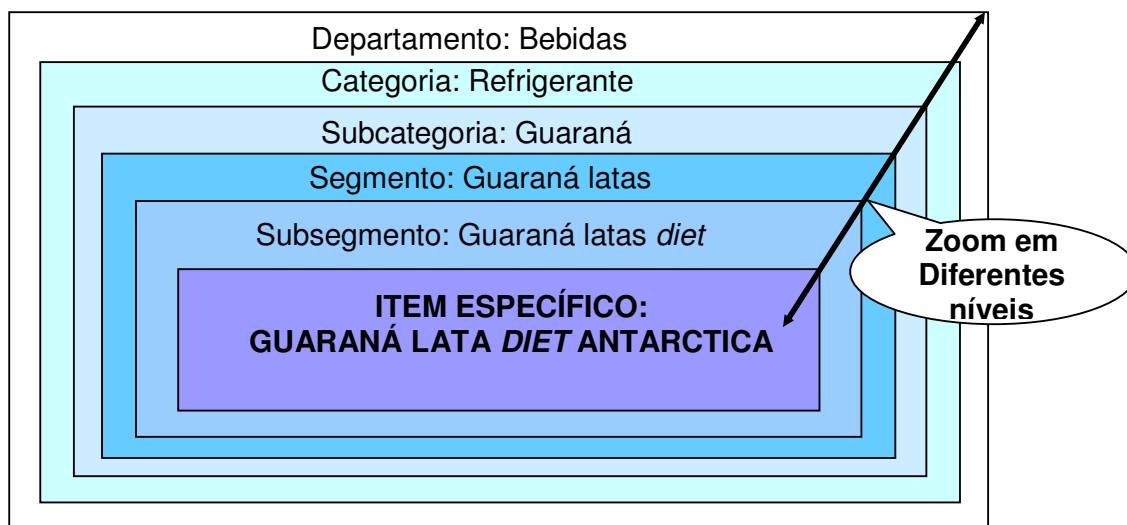 Departamento: Bebidas
Categoria: Refrigerante
Subcategoria: Guaraná
Segmento: Guaraná latas
Subsegmento: Guaraná latas diet
ITEM ESPECÍFICO:
GUARANÁ LATA DIET ANTARCTICA
Zoom em
Diferentes
níveis